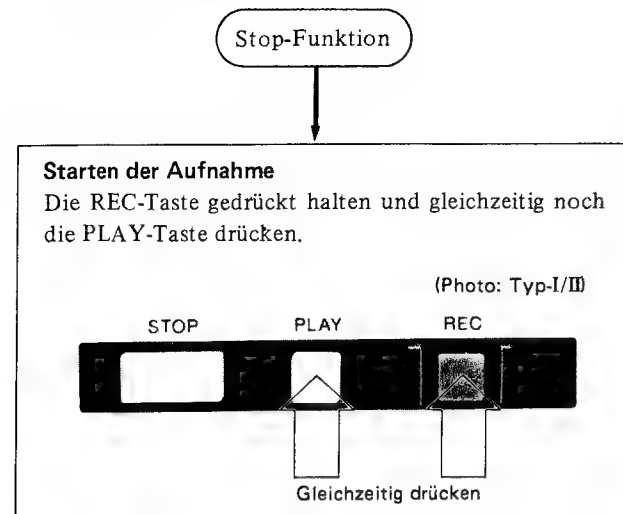 Stop-Funktion
Starten der Aufnahme
Die REC-Taste gedrückt halten und gleichzeitig noch
die PLAY-Taste drücken.
(Photo: Typ-I/II)
STOP PLAY REC
Gleichzeitig drücken